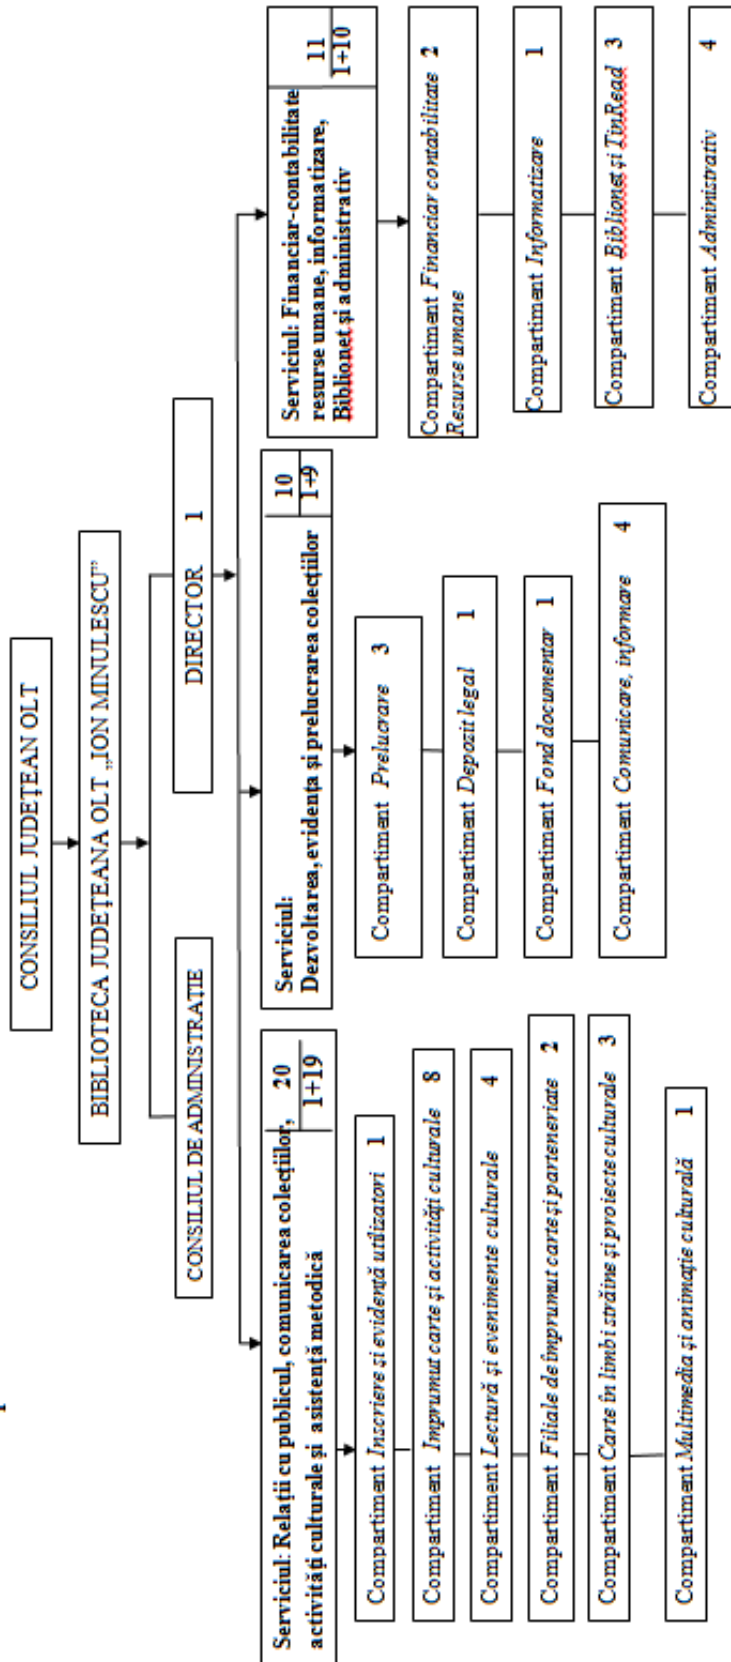 CONSILIUL JUDEȚEAN OLT
BIBLIOTECA JUDEȚEANA OLT „ION MINULESCU”
CONSILIUL DE ADMINISTRAȚIE
DIRECTOR 1
Serviciul: Relații cu publicul, comunicarea colecțiilor,
activități culturale și asistență metodică
20
1+19
Compartiment Inscriere și evidență utilizatori 1
Compartiment Imprumut carte și activități culturale 8
Compartiment Lectură și evenimente culturale 4
Compartiment Filiale de împrumut carte și parteneriate 2
Compartiment Carte în limbi străine și proiecte culturale 3
Compartiment Multimedia și animație culturală 1
Serviciul:
Dezvoltarea, evidența și prelucrarea colecțiilor
10
1+9
Compartiment Prelucrare 3
Compartiment Depozit legal 1
Compartiment Fond documentar 1
Compartiment Comunicare, informare 4
Serviciul: Financiar-contabilitate
resurse umane, informatizare,
Biblionet și administrativ
11
1+10
Compartiment Financiar contabilitate 2
Resurse umane
Compartiment Informatizare 1
Compartiment Biblionet și TinRead 3
Compartiment Administrativ 4